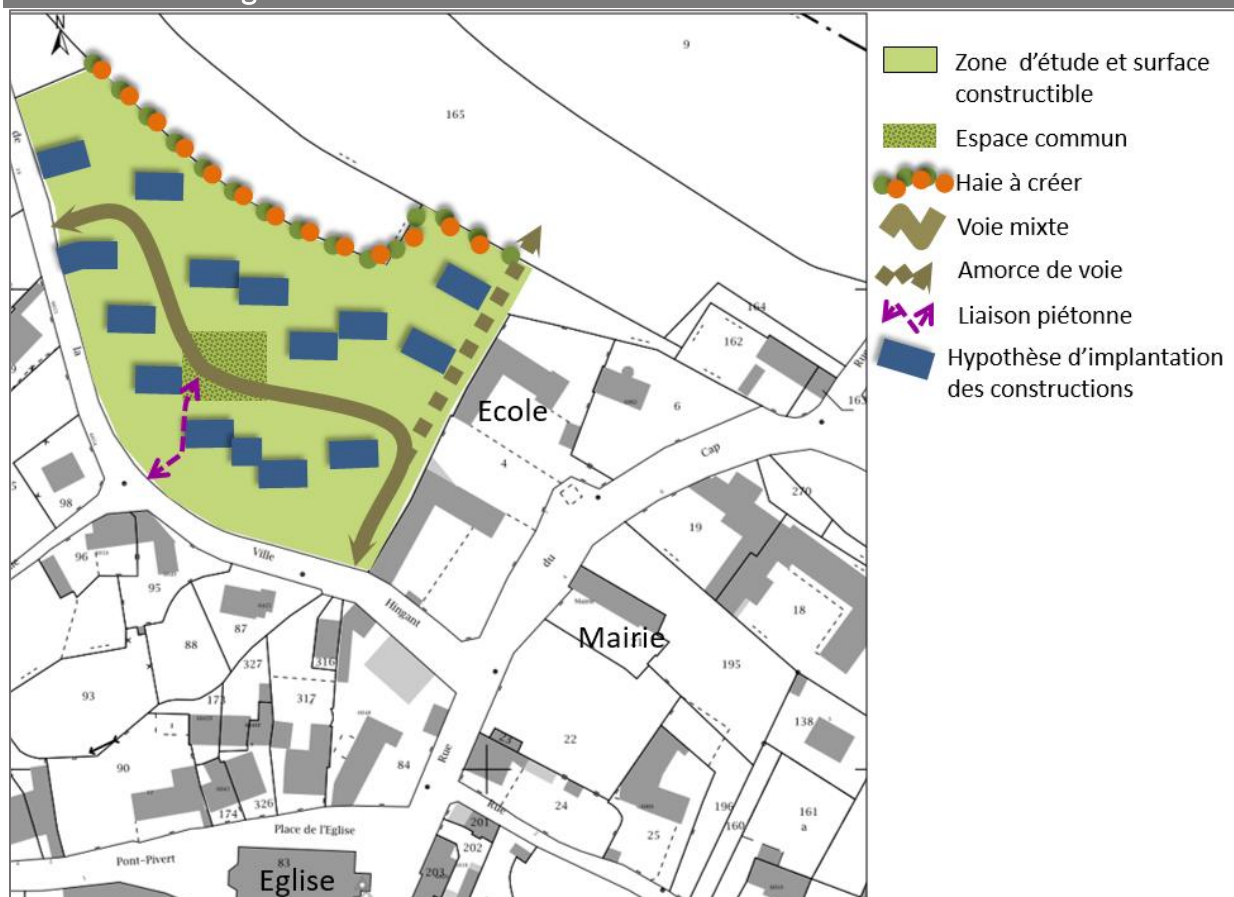 N
9
165
de
la
164
162
6
Ecole
4
Cap
163
270
19
98
Ville
du
96
95
Hingant
Mairie
18
88
87
327
316
195
93
173
317
138
22
84
Rue
23
90
24
Rue
161
a
196
160
174
326
25
201
Place de l'Eglise
202
Pont-Pivert
83
Eglise
203
Zone d'étude et surface
constructible
Espace commun
Haie à créer
Voie mixte
Amorce de voie
Liaison piétonne
Hypothèse d'implantation
des constructions